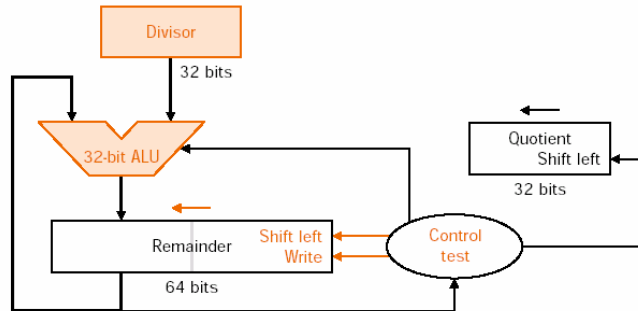 Divisor
32 bits
32-bit ALU
Quotient
Shift left
32 bits
Remainder
Shift left
Write
Control
test
64 bits